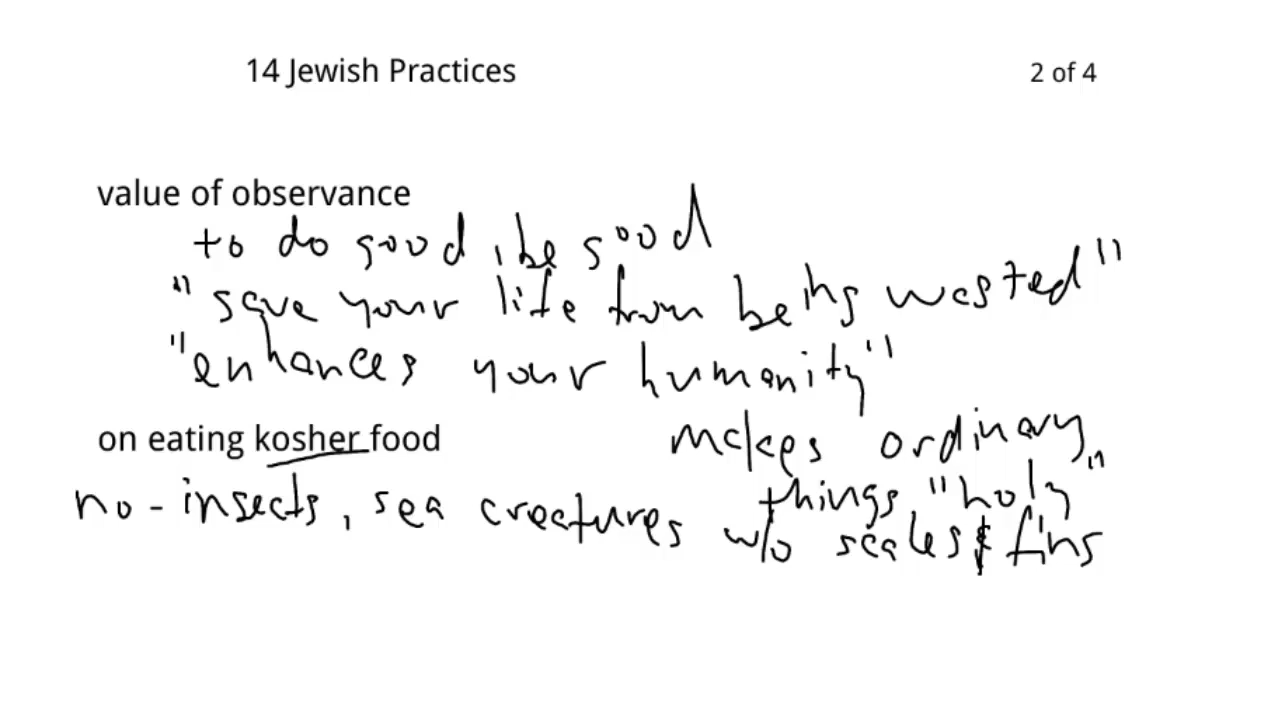 14 Jewish Practices
2 of 4
value of observance
to do good, be good
"save your life from being wasted"
"enhances your humanity"
on eating kosher food
makes ordinary
things "holy"
no - insects, sea creatures w/o scales & fins